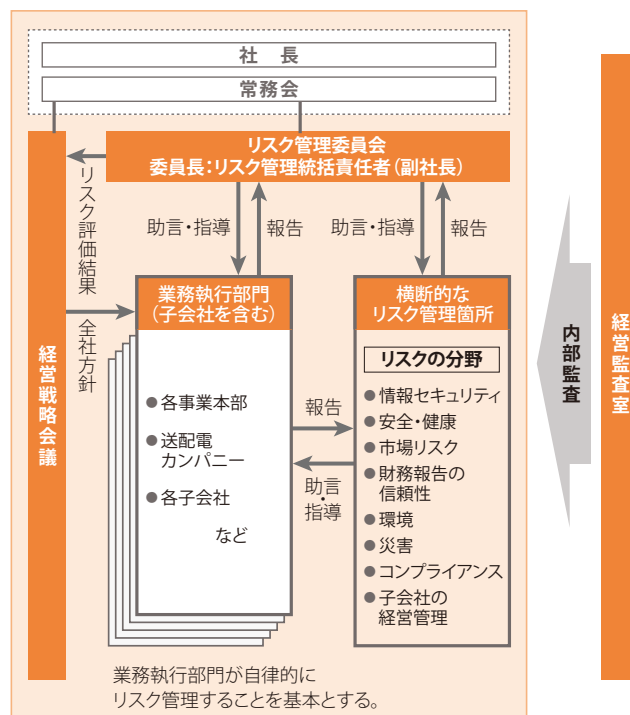 社　長
常務会
リスク管理委員会
委員長：リスク管理統括責任者（副社長）
リスク評価結果
助言・指導
報告
助言・指導
報告
全社方針
経営戦略会議
業務執行部門
（子会社を含む）
●各事業本部
●送配電
カンパニー
●各子会社
など
報告
助言・
指導
横断的な
リスク管理箇所
リスクの分野
●情報セキュリティ
●安全・健康
●市場リスク
●財務報告の
信頼性
●環境
●災害
●コンプライアンス
●子会社の
経営管理
内部監査
経営監査室
業務執行部門が自律的に
リスク管理することを基本とする。